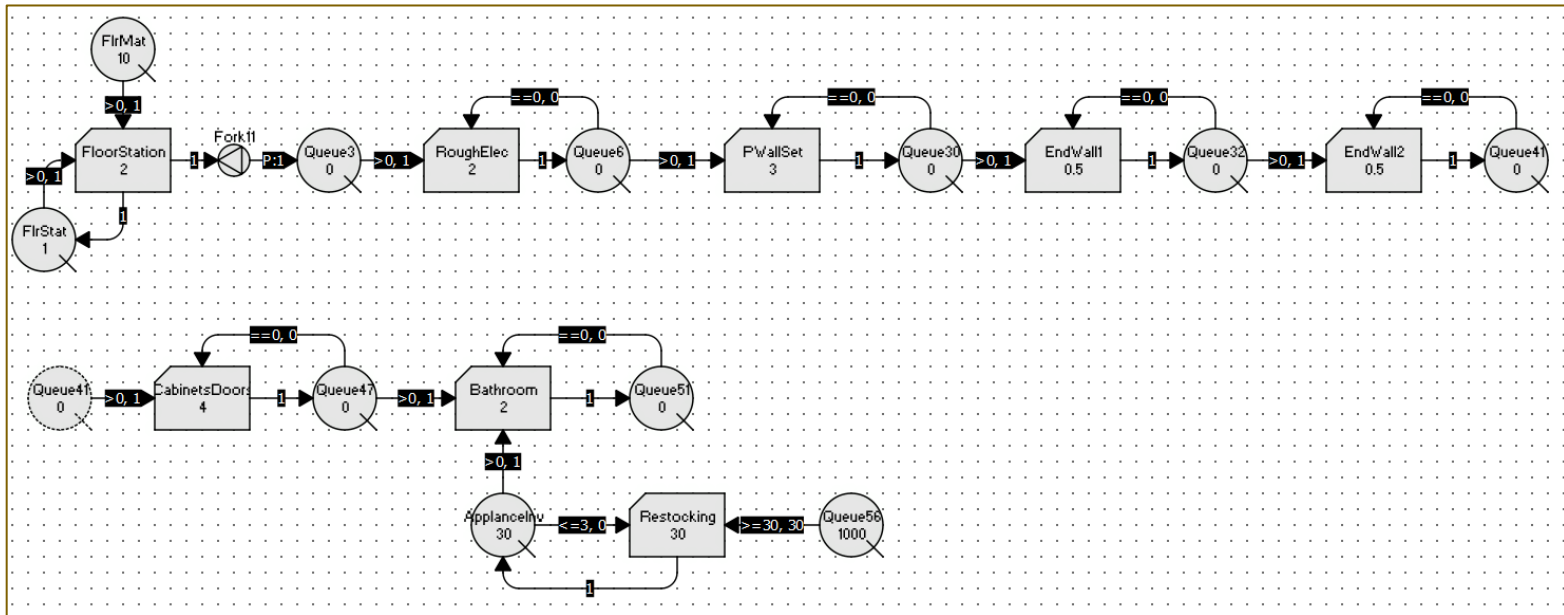 FlrMat
10
>0, 1
FloorStation
2
1
Fork11
P:1
Queue3
0
>0, 1
RoughElec
2
==0, 0
1
Queue6
0
>0, 1
PWallSet
3
==0, 0
1
Queue30
0
>0, 1
EndWall1
0.5
==0, 0
1
Queue32
0
>0, 1
EndWall2
0.5
==0, 0
1
Queue41
0
>0, 1
1
FlrStat
1
Queue41
0
>0, 1
CabinetsDoors
4
==0, 0
1
Queue47
0
>0, 1
Bathroom
2
==0, 0
1
Queue51
0
>0, 1
ApplanceInv
30
<=3, 0
Restocking
30
>=30, 30
Queue56
1000
1